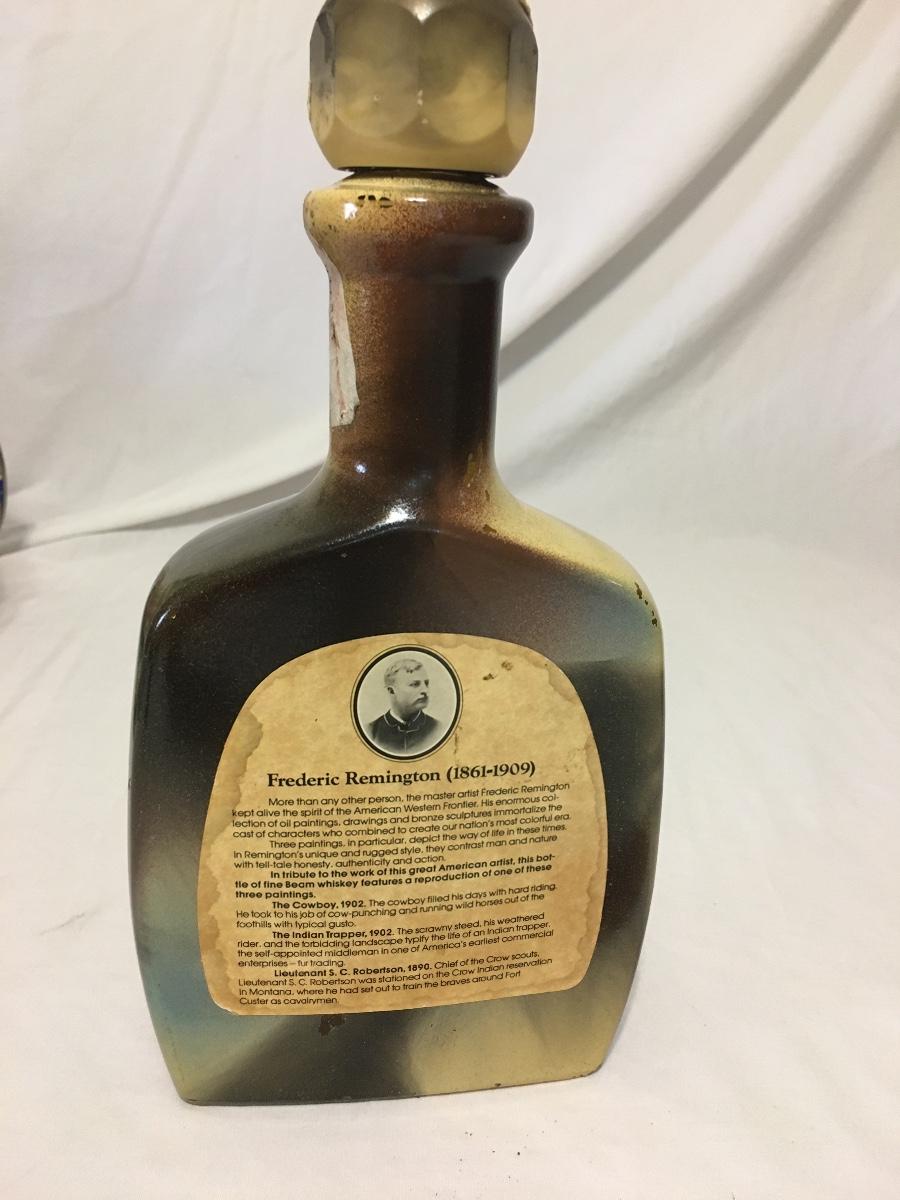 Frederic Remington (1861-1909)
More than any other person, the master artist Frederic Remington
kept alive the spirit of the American Western Frontier. His enormous col-
lection of oil paintings, drawings and bronze sculptures immortalize the
cast of characters who combined to create our nation's most colorful era.
Three paintings, in particular, depict the way of life in these times.
In Remington's unique and rugged style, they contrast man and nature
with tell-tale honesty, authenticity and action.
In tribute to the work of this great American artist, this bot-
tle of fine Beam whiskey features a reproduction of one of these
three paintings.
The Cowboy, 1902. The cowboy filled his days with hard riding.
He took to his job of cow-punching and running wild horses out of the
foothills with typical gusto.
The Indian Trapper, 1902. The scrawny steed, his weathered
rider, and the forbidding landscape typify the life of an Indian trapper,
the self-appointed middleman in one of America's earliest commercial
enterprises – fur trading.
Lieutenant S. C. Robertson, 1890. Chief of the Crow scouts,
Lieutenant S. C. Robertson was stationed on the Crow Indian reservation
in Montana, where he had set out to train the braves around Fort
Custer as cavalrymen.